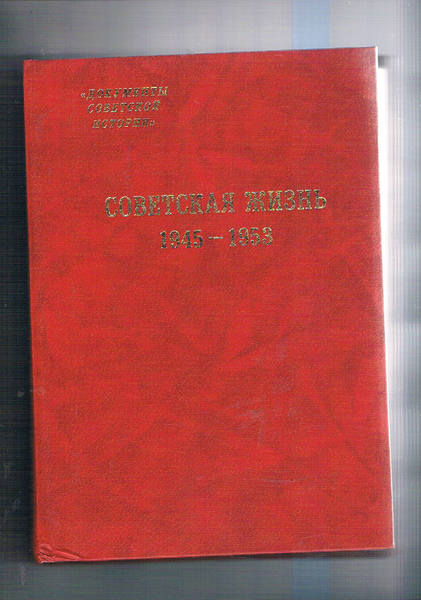 «ДОКУМЕНТЫ
СОВЕТСКОЙ
ИСТОРИИ»
СОВЕТСКАЯ ЖИЗНЬ
1945—1953